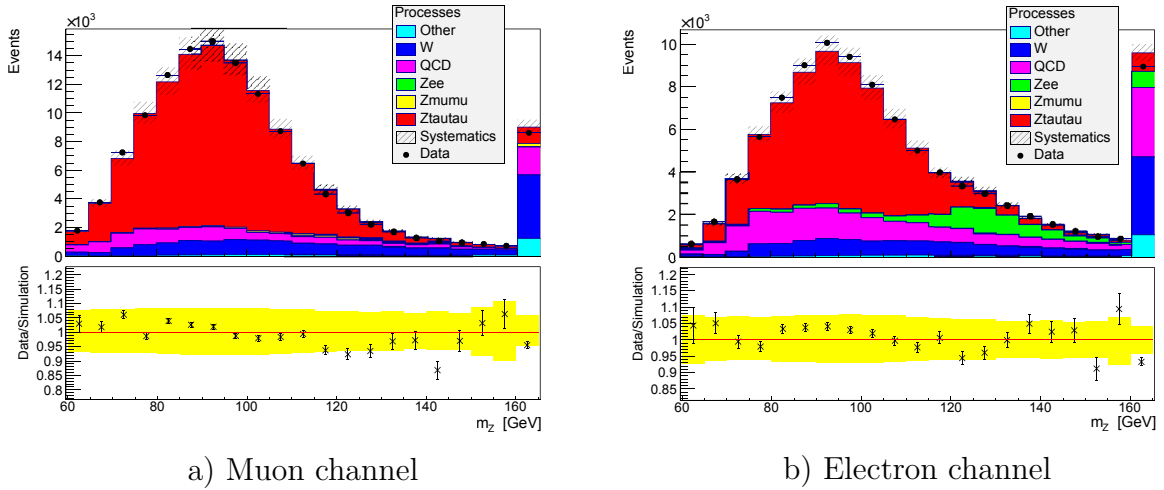 ×10³
Events
14
12
10
8
6
4
2
0
Processes
Other
W
QCD
Zee
Zmumu
Ztautau
Systematics
Data
Data/Simulation
1.2
1.15
1.1
1.05
1
0.95
0.9
0.85
0.8
60 80 100 120 140 160
m_Z [GeV]
a) Muon channel
×10³
Events
10
8
6
4
2
0
Processes
Other
W
QCD
Zee
Zmumu
Ztautau
Systematics
Data
Data/Simulation
1.2
1.15
1.1
1.05
1
0.95
0.9
0.85
60 80 100 120 140 160
m_Z [GeV]
b) Electron channel